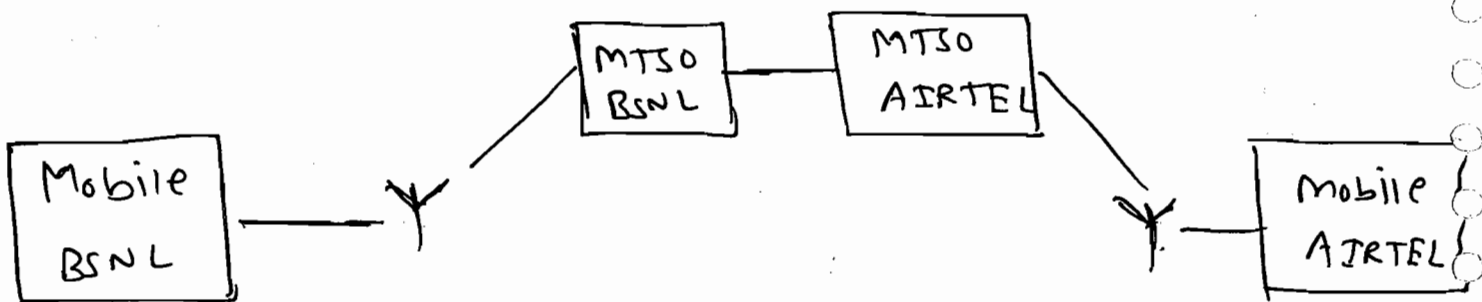 MTSO
BSNL
MTSO
AIRTEL
Mobile
BSNL
Mobile
AIRTEL